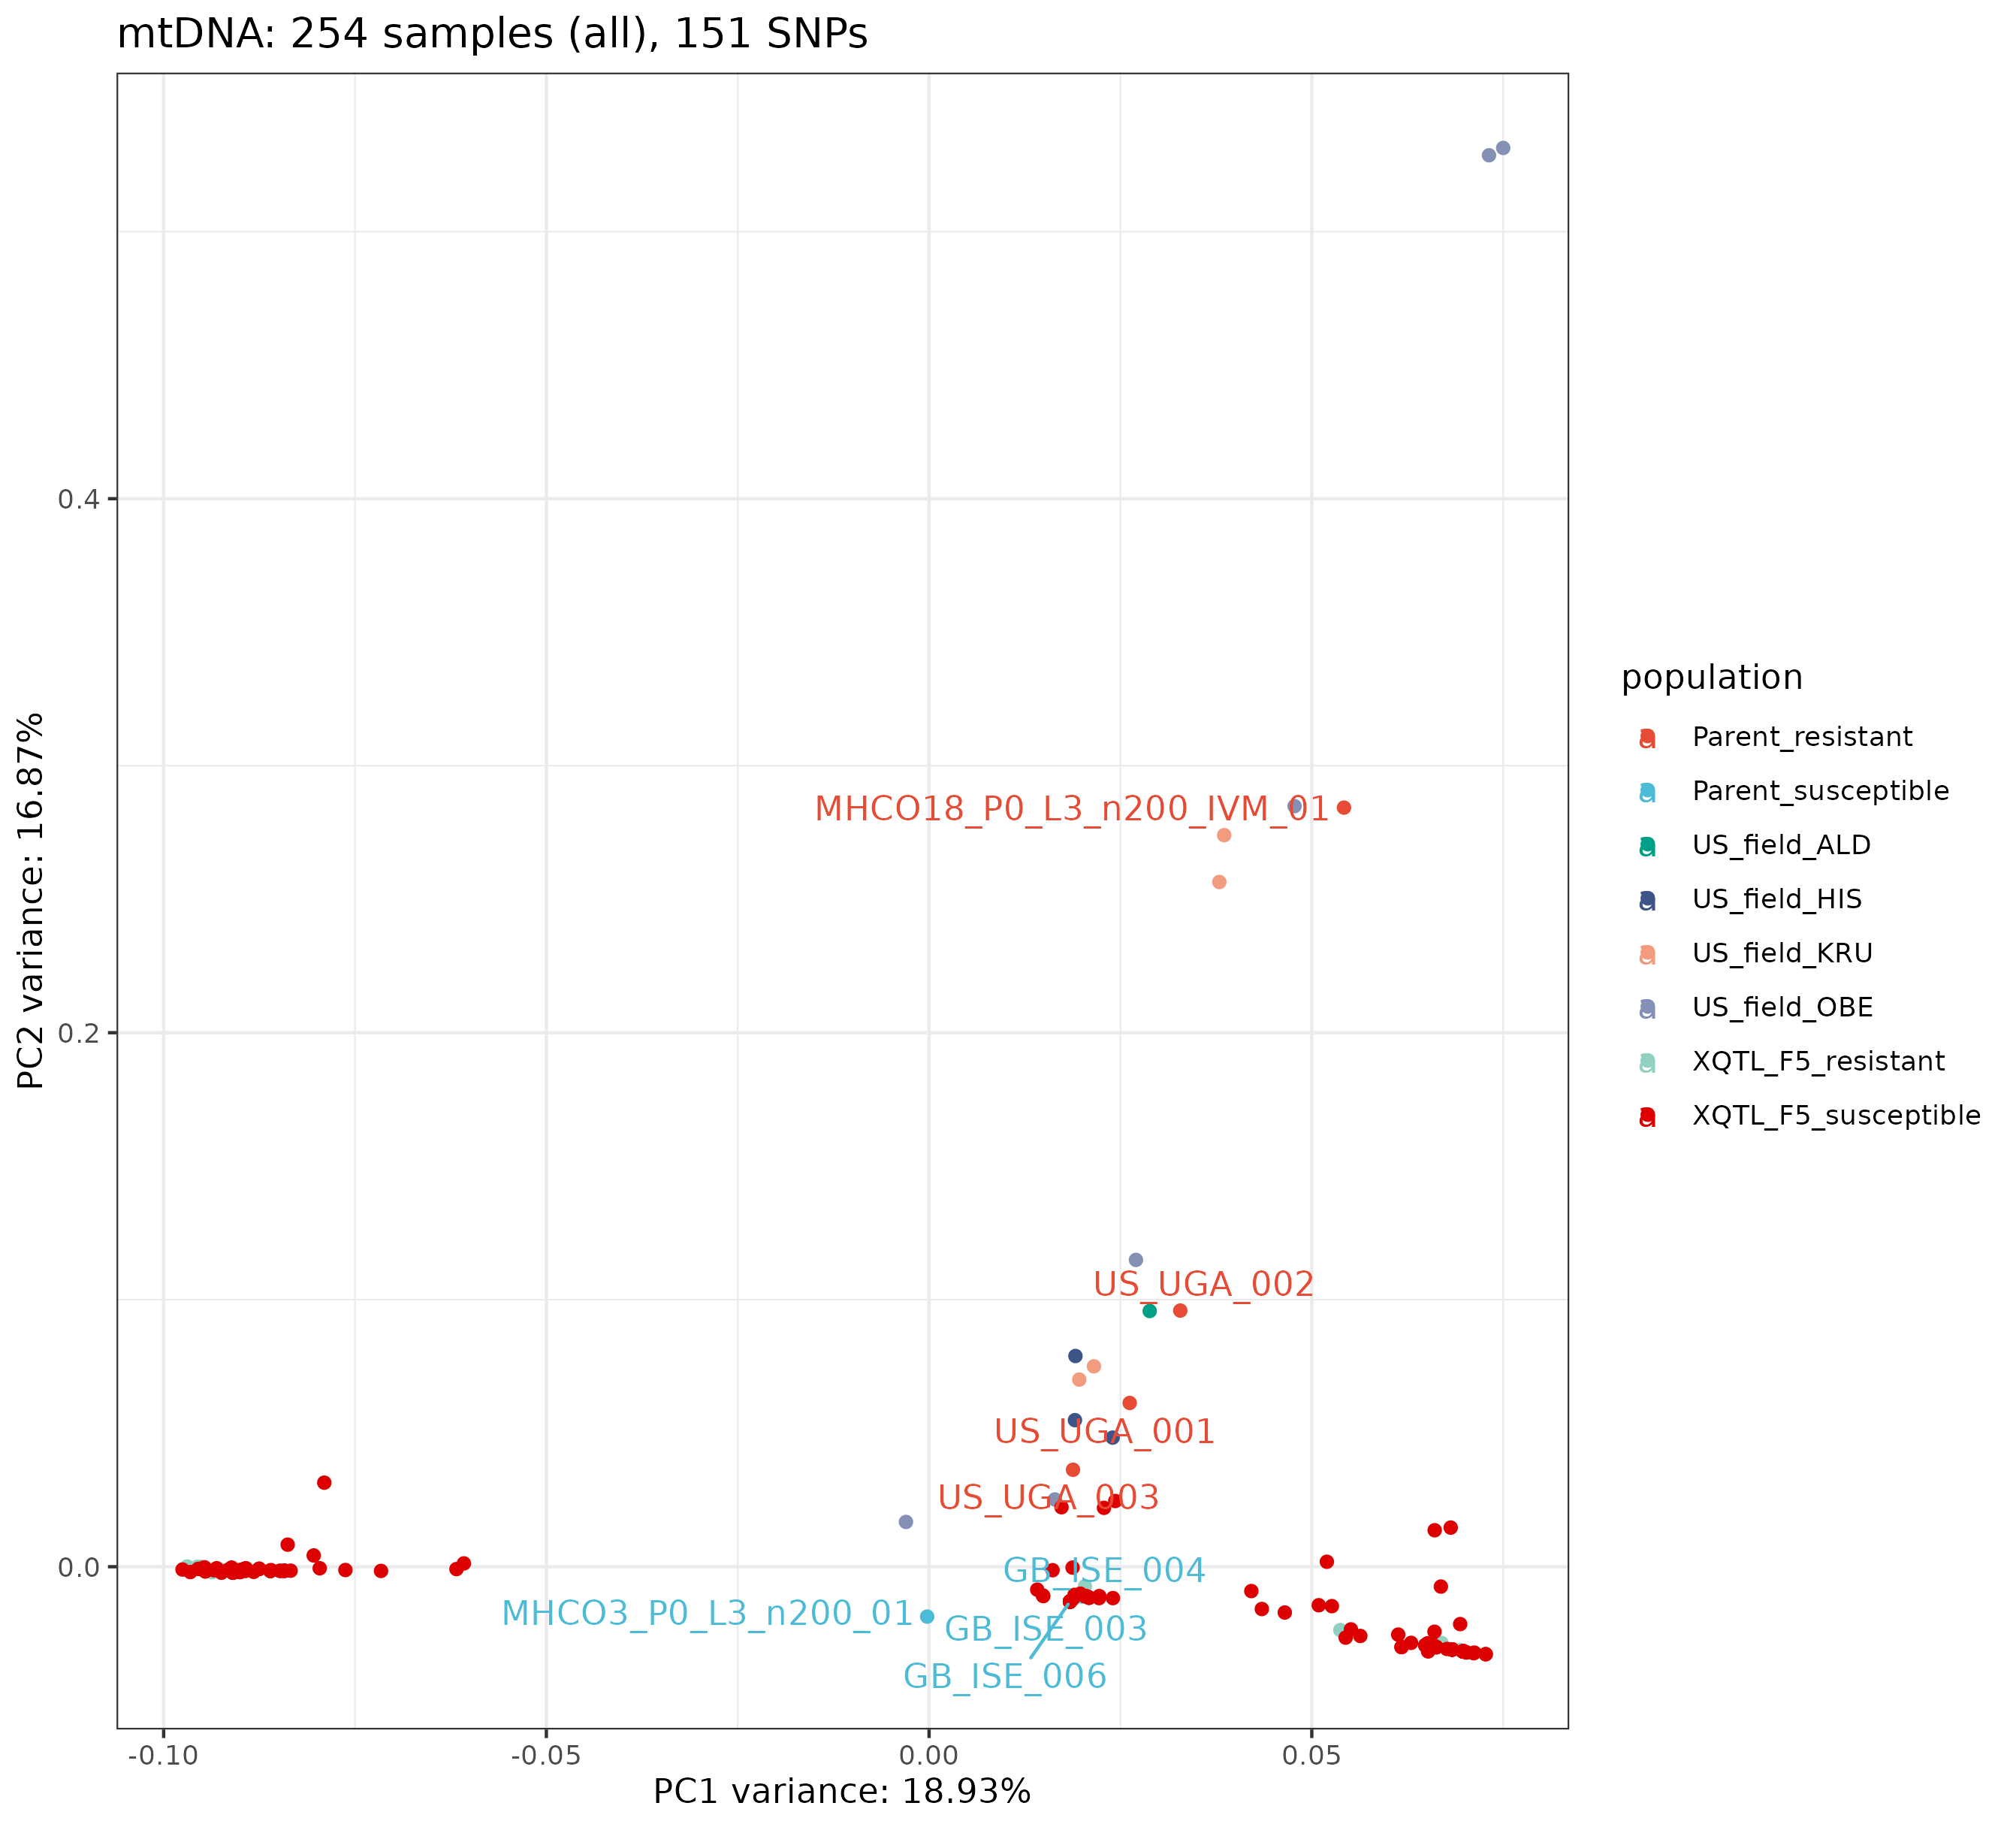 mtDNA: 254 samples (all), 151 SNPs
PC2 variance: 16.87%
0.4
0.2
0.0
MHCO18_P0_L3_n200_IVM_01
US_UGA_002
US_UGA_001
US_UGA_003
GB_ISE_004
MHCO3_P0_L3_n200_01
GB_ISE_003
GB_ISE_006
-0.10
-0.05
0.00
0.05
PC1 variance: 18.93%
population
a Parent_resistant
a Parent_susceptible
a US_field_ALD
a US_field_HIS
a US_field_KRU
a US_field_OBE
a XQTL_F5_resistant
a XQTL_F5_susceptible